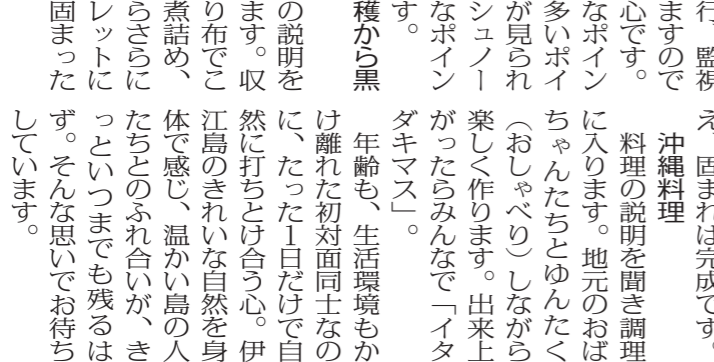 行、監視
ますので
心です。
なポイン
多いポイ
が見られ
シュノー
なポイン
す。
穫から黒
の説明を
ます。収
り布でこ
煮詰め、
らさらに
レットに
固まった
え、固まれば完成です。
沖縄料理
料理の説明を聞き調理
に入ります。地元のおば
ちゃんたちとゆんたく
（おしゃべり）しながら
楽しく作ります。出来上
がったらみんなで「イタ
ダキマス」。
年齢も、生活環境もか
け離れた初対面同士なの
に、たった1日だけで自
然に打ちとけ合う心。伊
江島のきれいな自然を身
体で感じ、温かい島の人
たちとのふれ合いが、き
っといつまでも残るは
ず。そんな思いでお待ち
しています。